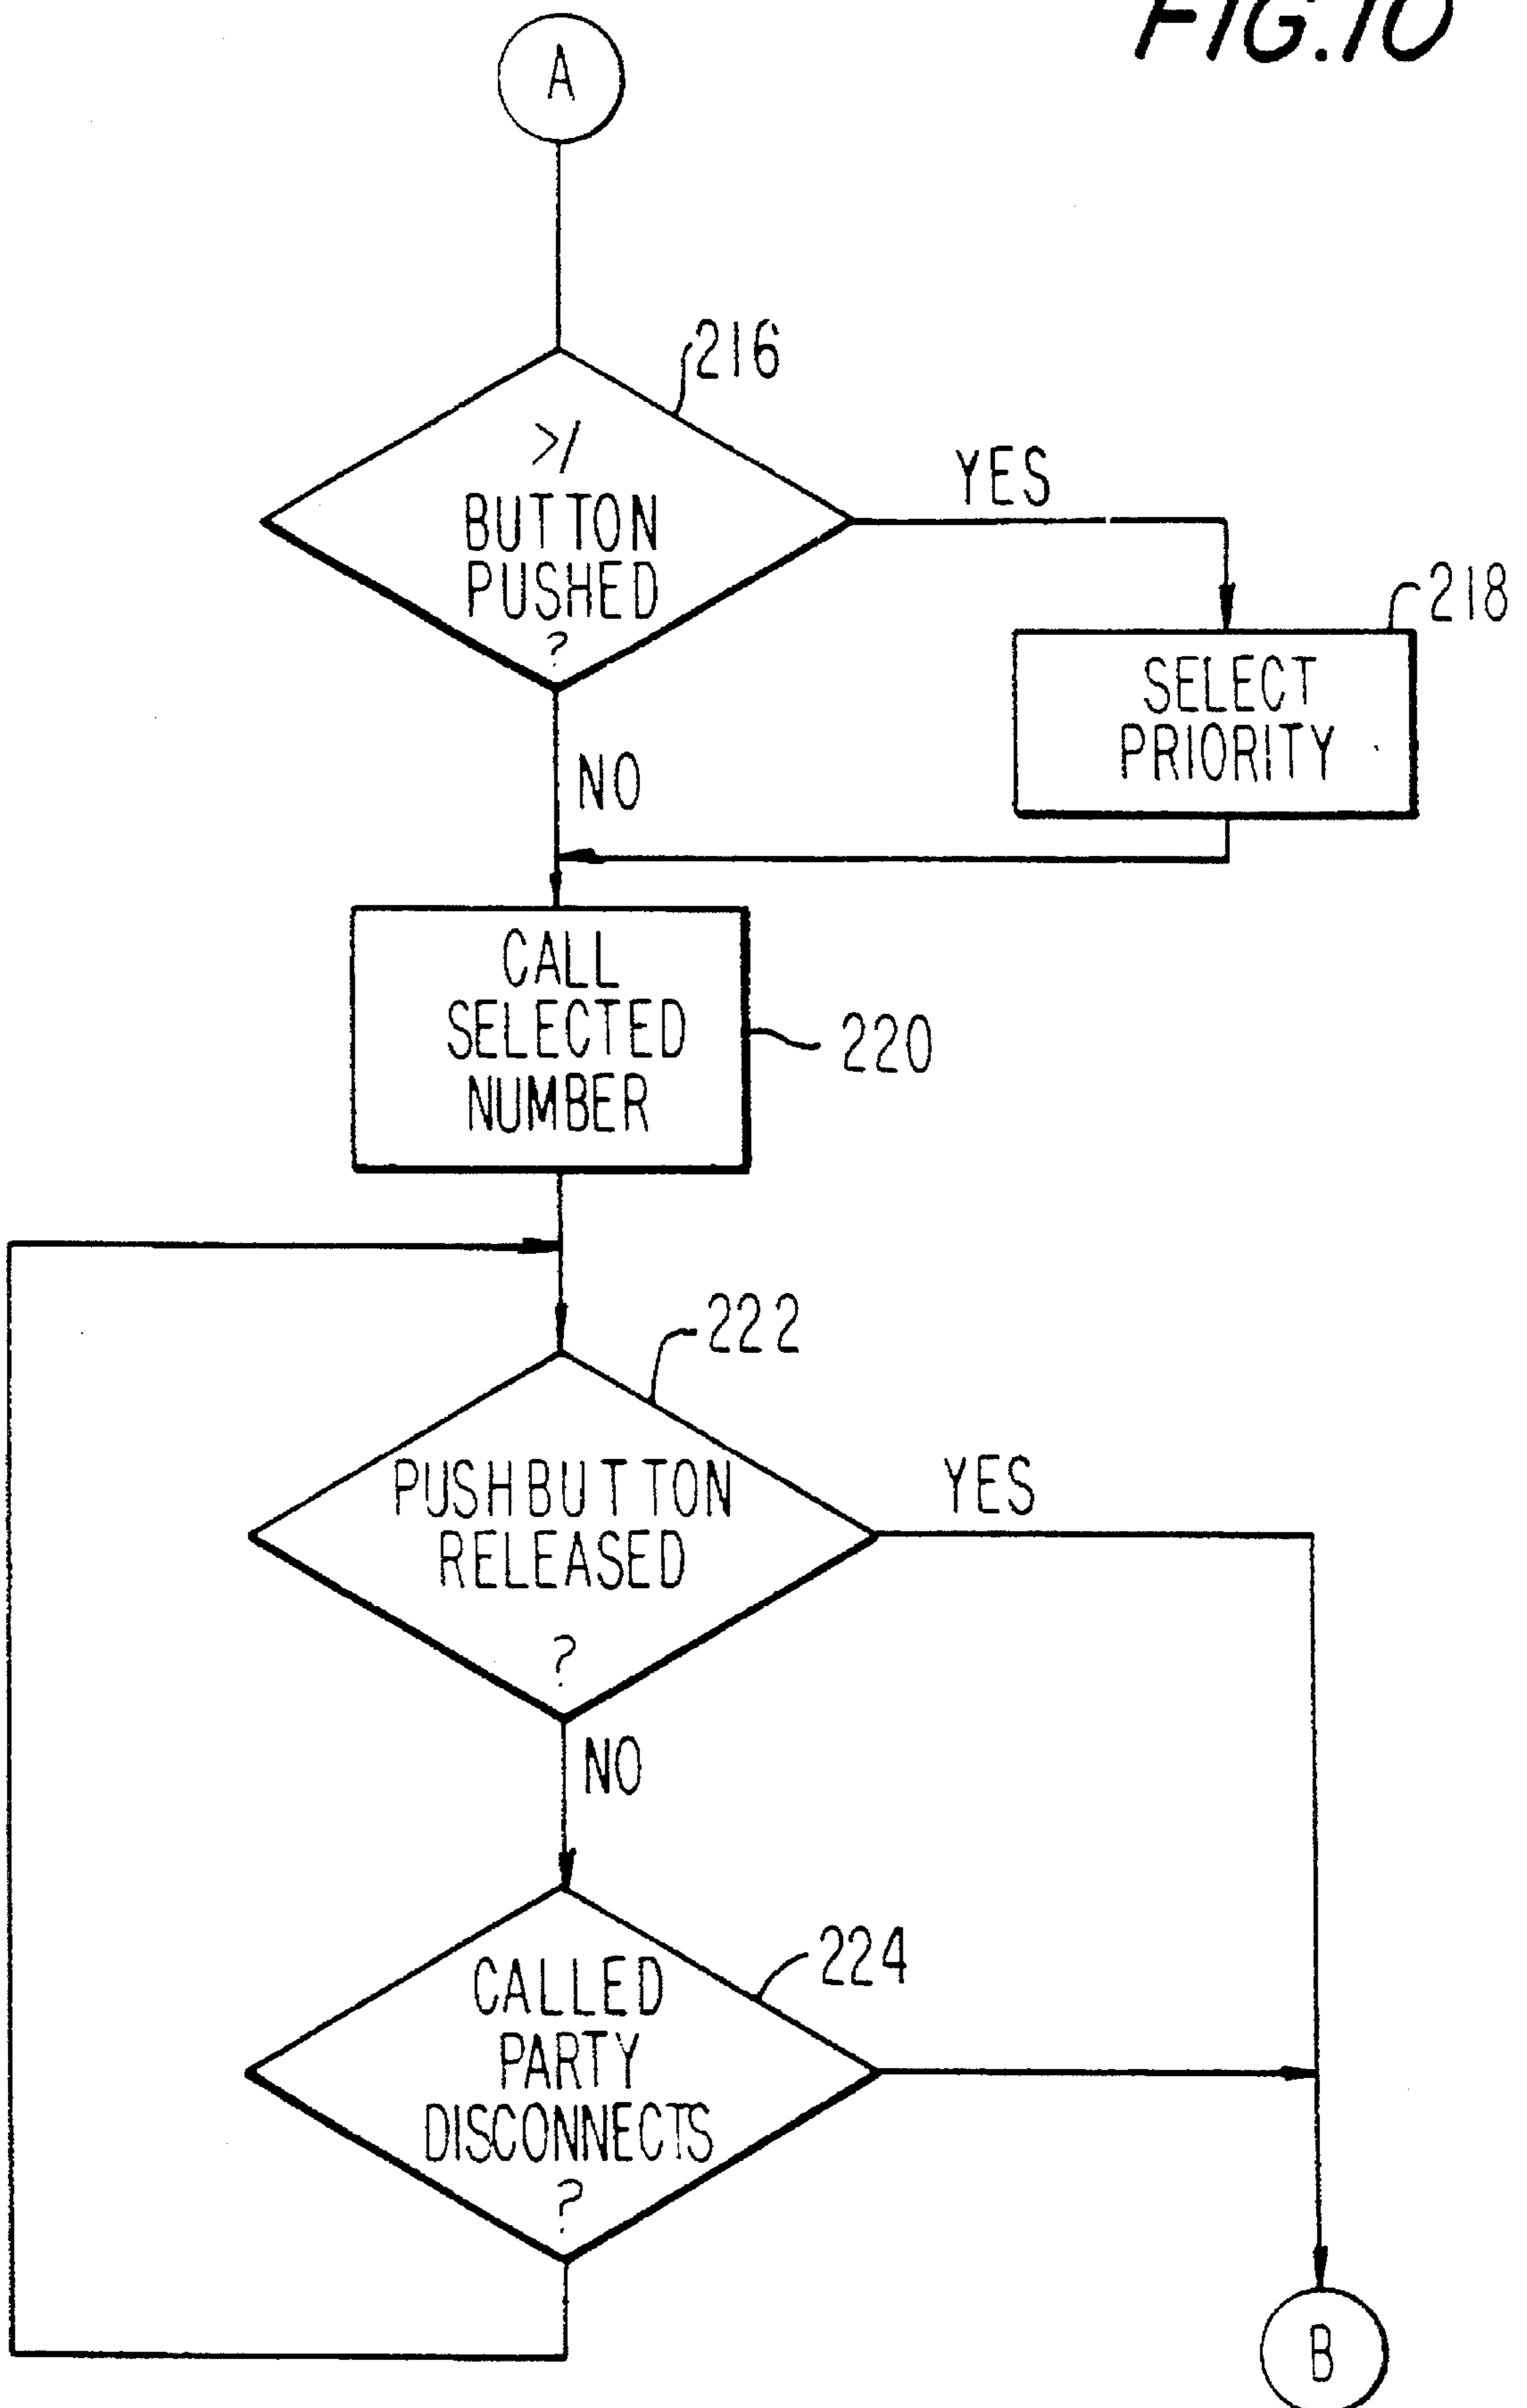 FIG.10
A
216
>1
BUTTON
PUSHED
?
YES
218
SELECT
PRIORITY
NO
CALL
SELECTED
NUMBER
220
222
PUSHBUTTON
RELEASED
?
YES
NO
224
CALLED
PARTY
DISCONNECTS
?
B